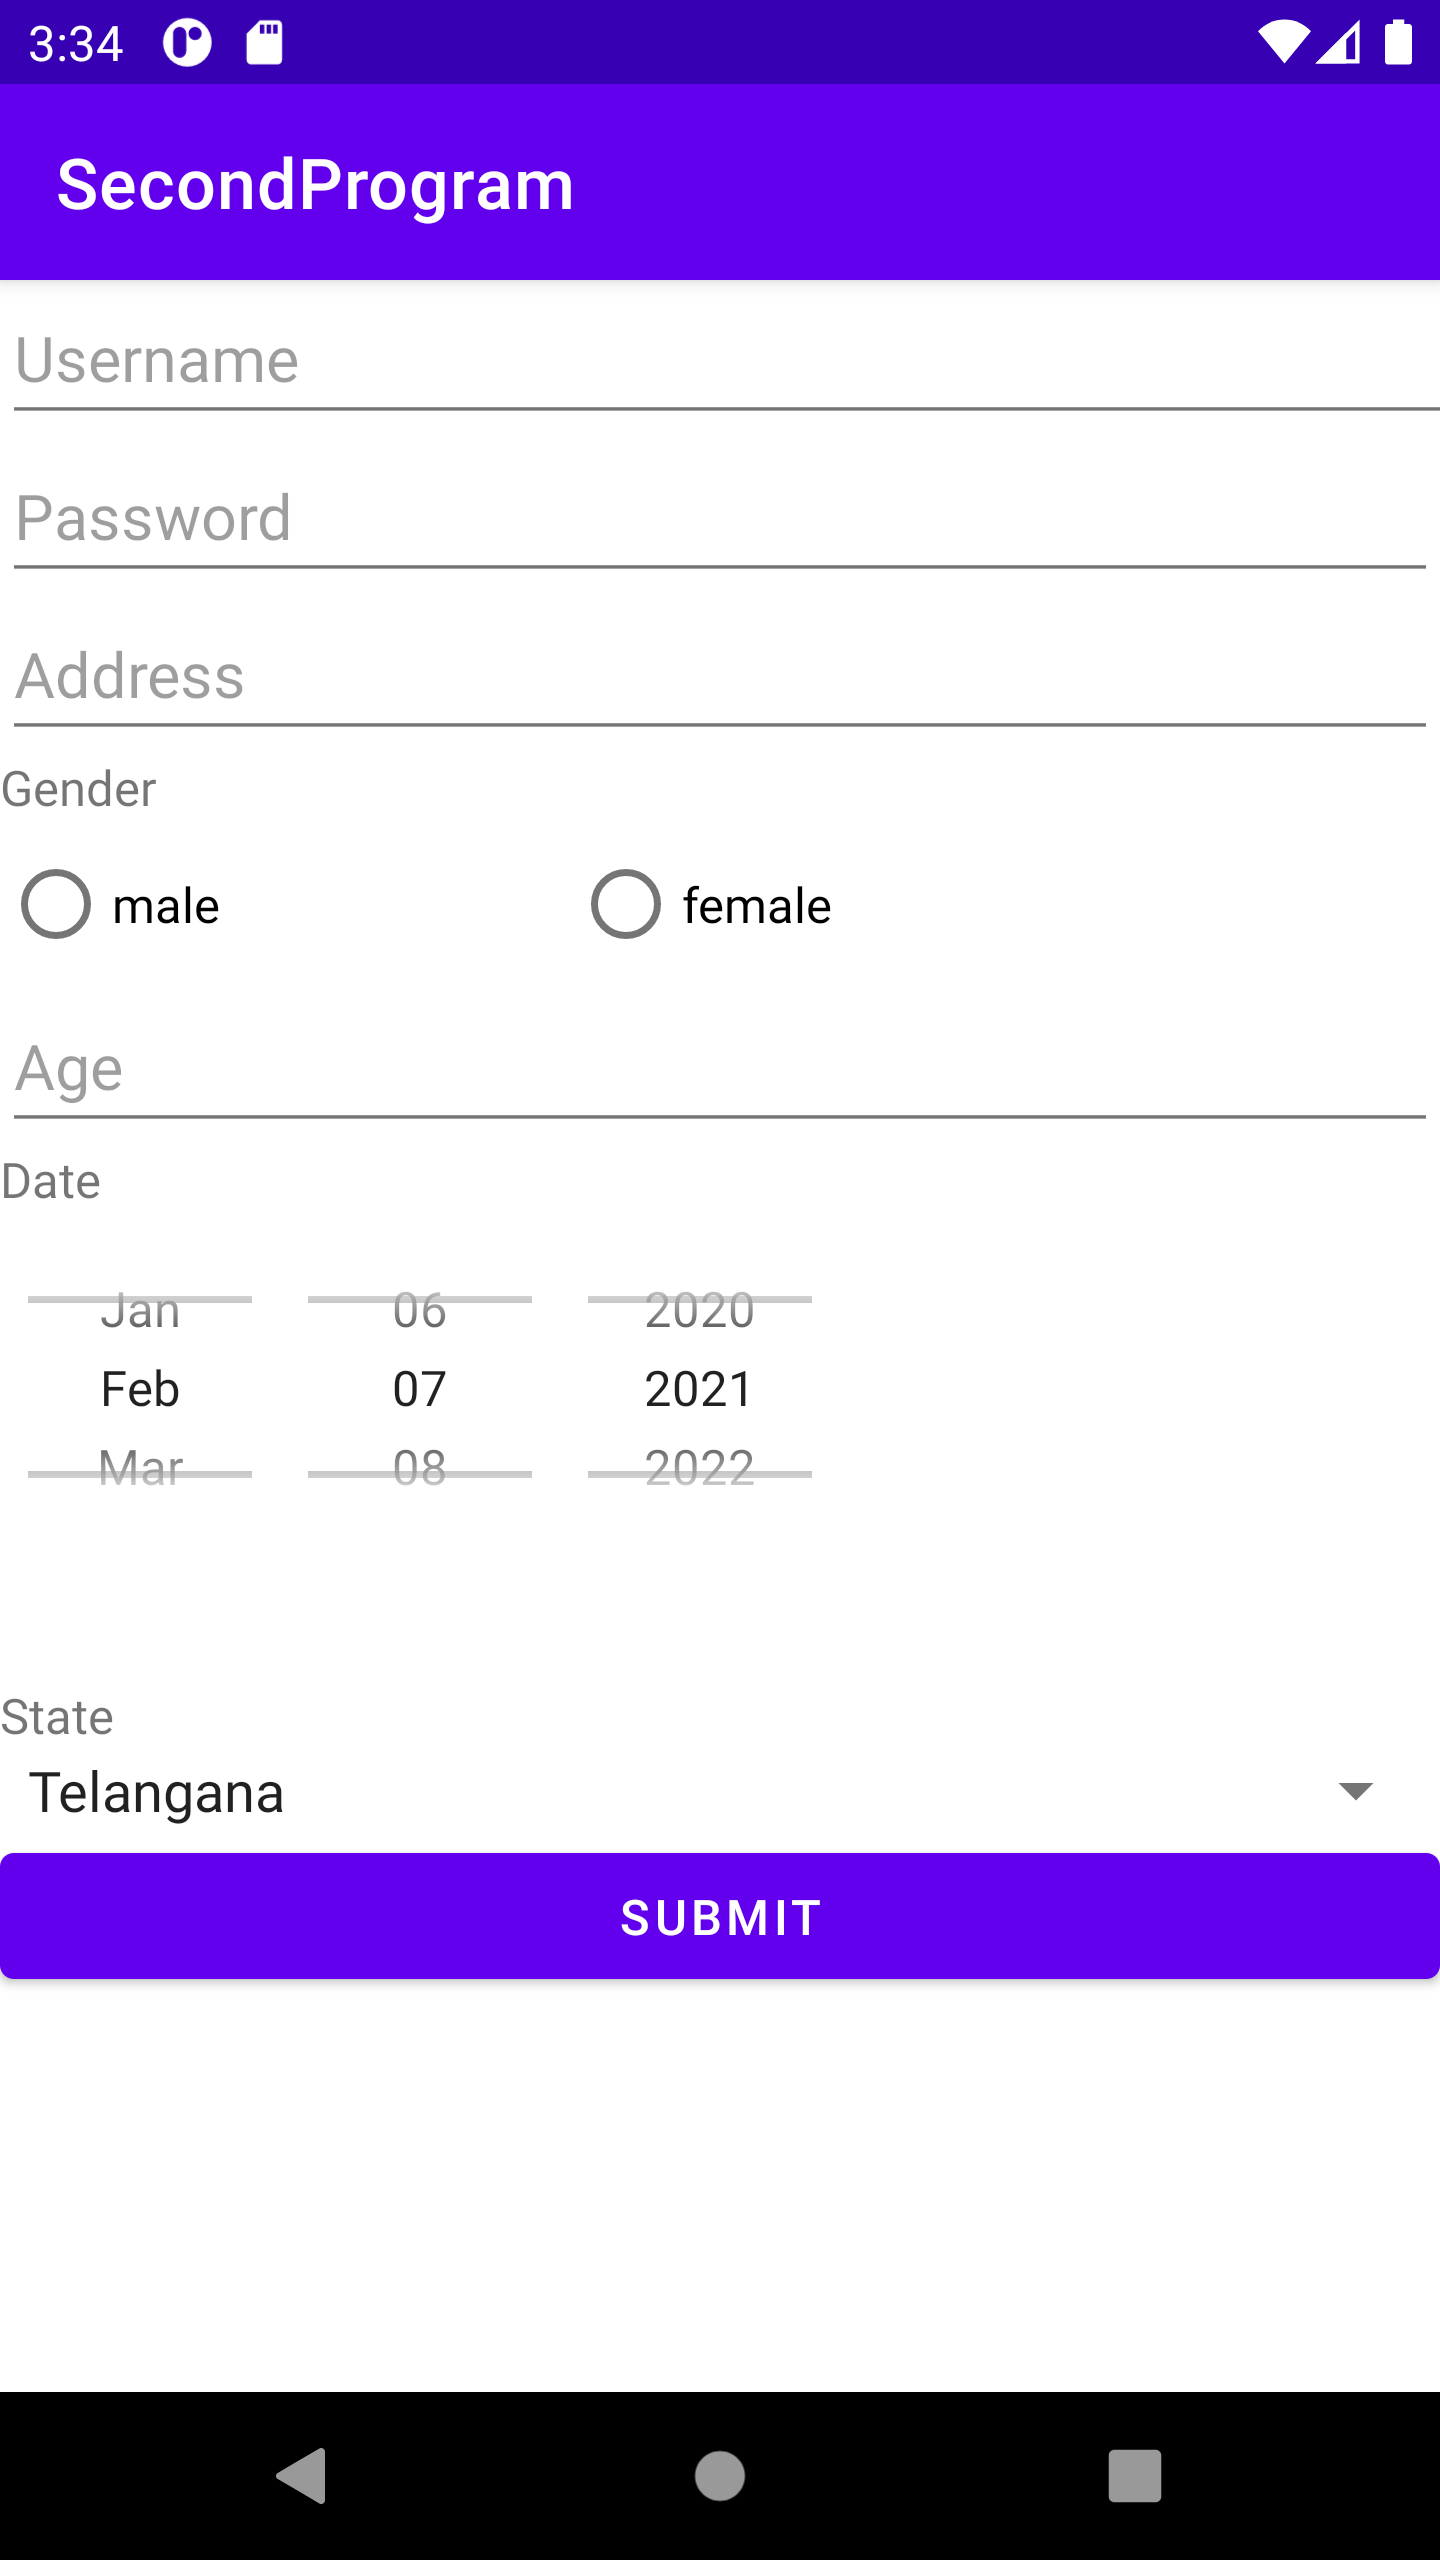 3:34
SecondProgram
Username
Password
Address
Gender
male female
Age
Date
Jan 06 2020
Feb 07 2021
Mar 08 2022
State
Telangana
SUBMIT